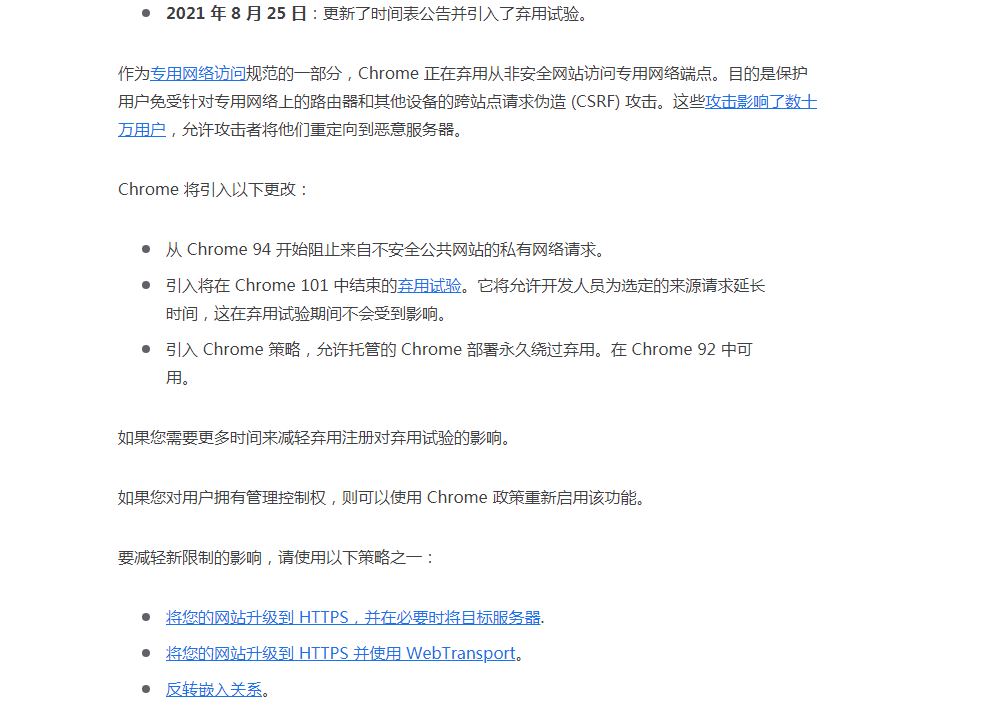 2021 年 8 月 25 日：更新了时间表公告并引入了弃用试验。
作为专用网络访问规范的一部分，Chrome 正在弃用从非安全网站访问专用网络端点。目的是保护
用户免受针对专用网络上的路由器和其他设备的跨站点请求伪造 (CSRF) 攻击。这些攻击影响了数十
万用户，允许攻击者将他们重定向到恶意服务器。
Chrome 将引入以下更改：
从 Chrome 94 开始阻止来自不安全公共网站的私有网络请求。
引入将在 Chrome 101 中结束的弃用试验。它将允许开发人员为选定的来源请求延长
时间，这在弃用试验期间不会受到影响。
引入 Chrome 策略，允许托管的 Chrome 部署永久绕过弃用。在 Chrome 92 中可
用。
如果您需要更多时间来减轻弃用注册对弃用试验的影响。
如果您对用户拥有管理控制权，则可以使用 Chrome 政策重新启用该功能。
要减轻新限制的影响，请使用以下策略之一：
将您的网站升级到 HTTPS，并在必要时将目标服务器.
将您的网站升级到 HTTPS 并使用 WebTransport。
反转嵌入关系。